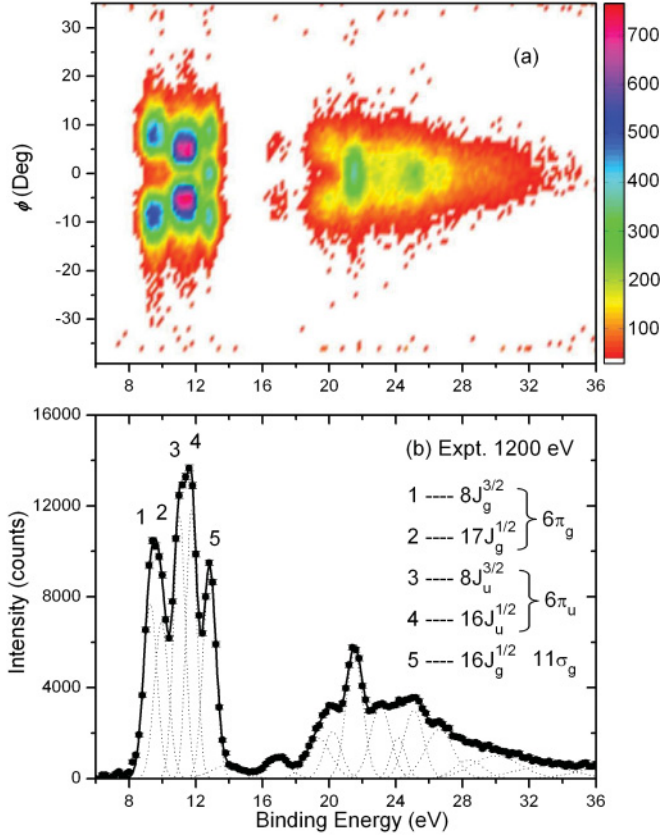 (a)
30
20
10
0
-10
-20
-30
ϕ (Deg)
8 12 16 20 24 28 32 36
700
600
500
400
300
200
100
16000
12000
8000
4000
0
Intensity (counts)
(b) Expt. 1200 eV
1 ---- 8J_g^{3/2}
2 ---- 17J_g^{1/2}
6π_g
3 ---- 8J_u^{3/2}
4 ---- 16J_u^{1/2}
6π_u
5 ---- 16J_g^{1/2} 11σ_g
1 2 3 4 5
8 12 16 20 24 28 32 36
Binding Energy (eV)